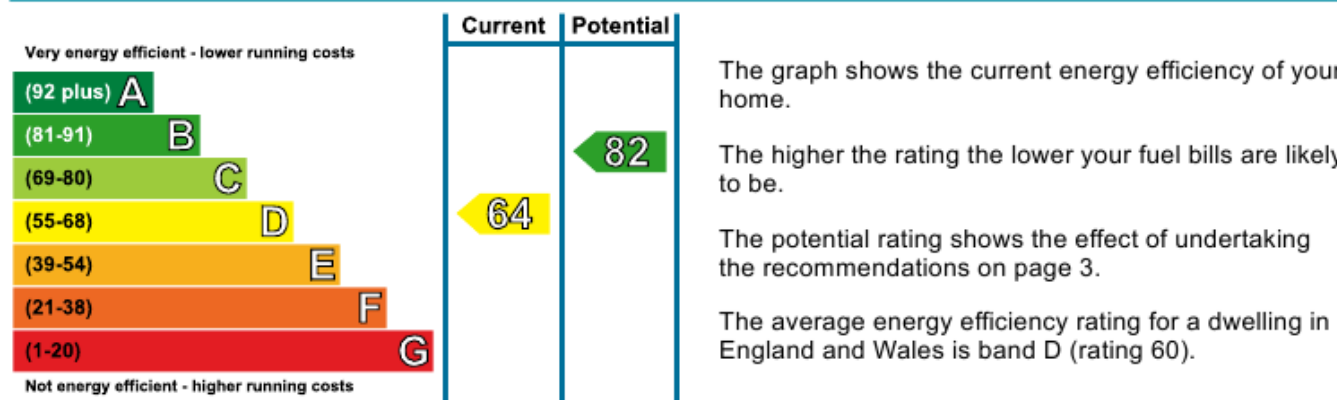 Current Potential
Very energy efficient - lower running costs
(92 plus) A
(81-91) B
(69-80) C
(55-68) D
(39-54) E
(21-38) F
(1-20) G
Not energy efficient - higher running costs
64
82
The graph shows the current energy efficiency of your
home.
The higher the rating the lower your fuel bills are likely
to be.
The potential rating shows the effect of undertaking
the recommendations on page 3.
The average energy efficiency rating for a dwelling in
England and Wales is band D (rating 60).